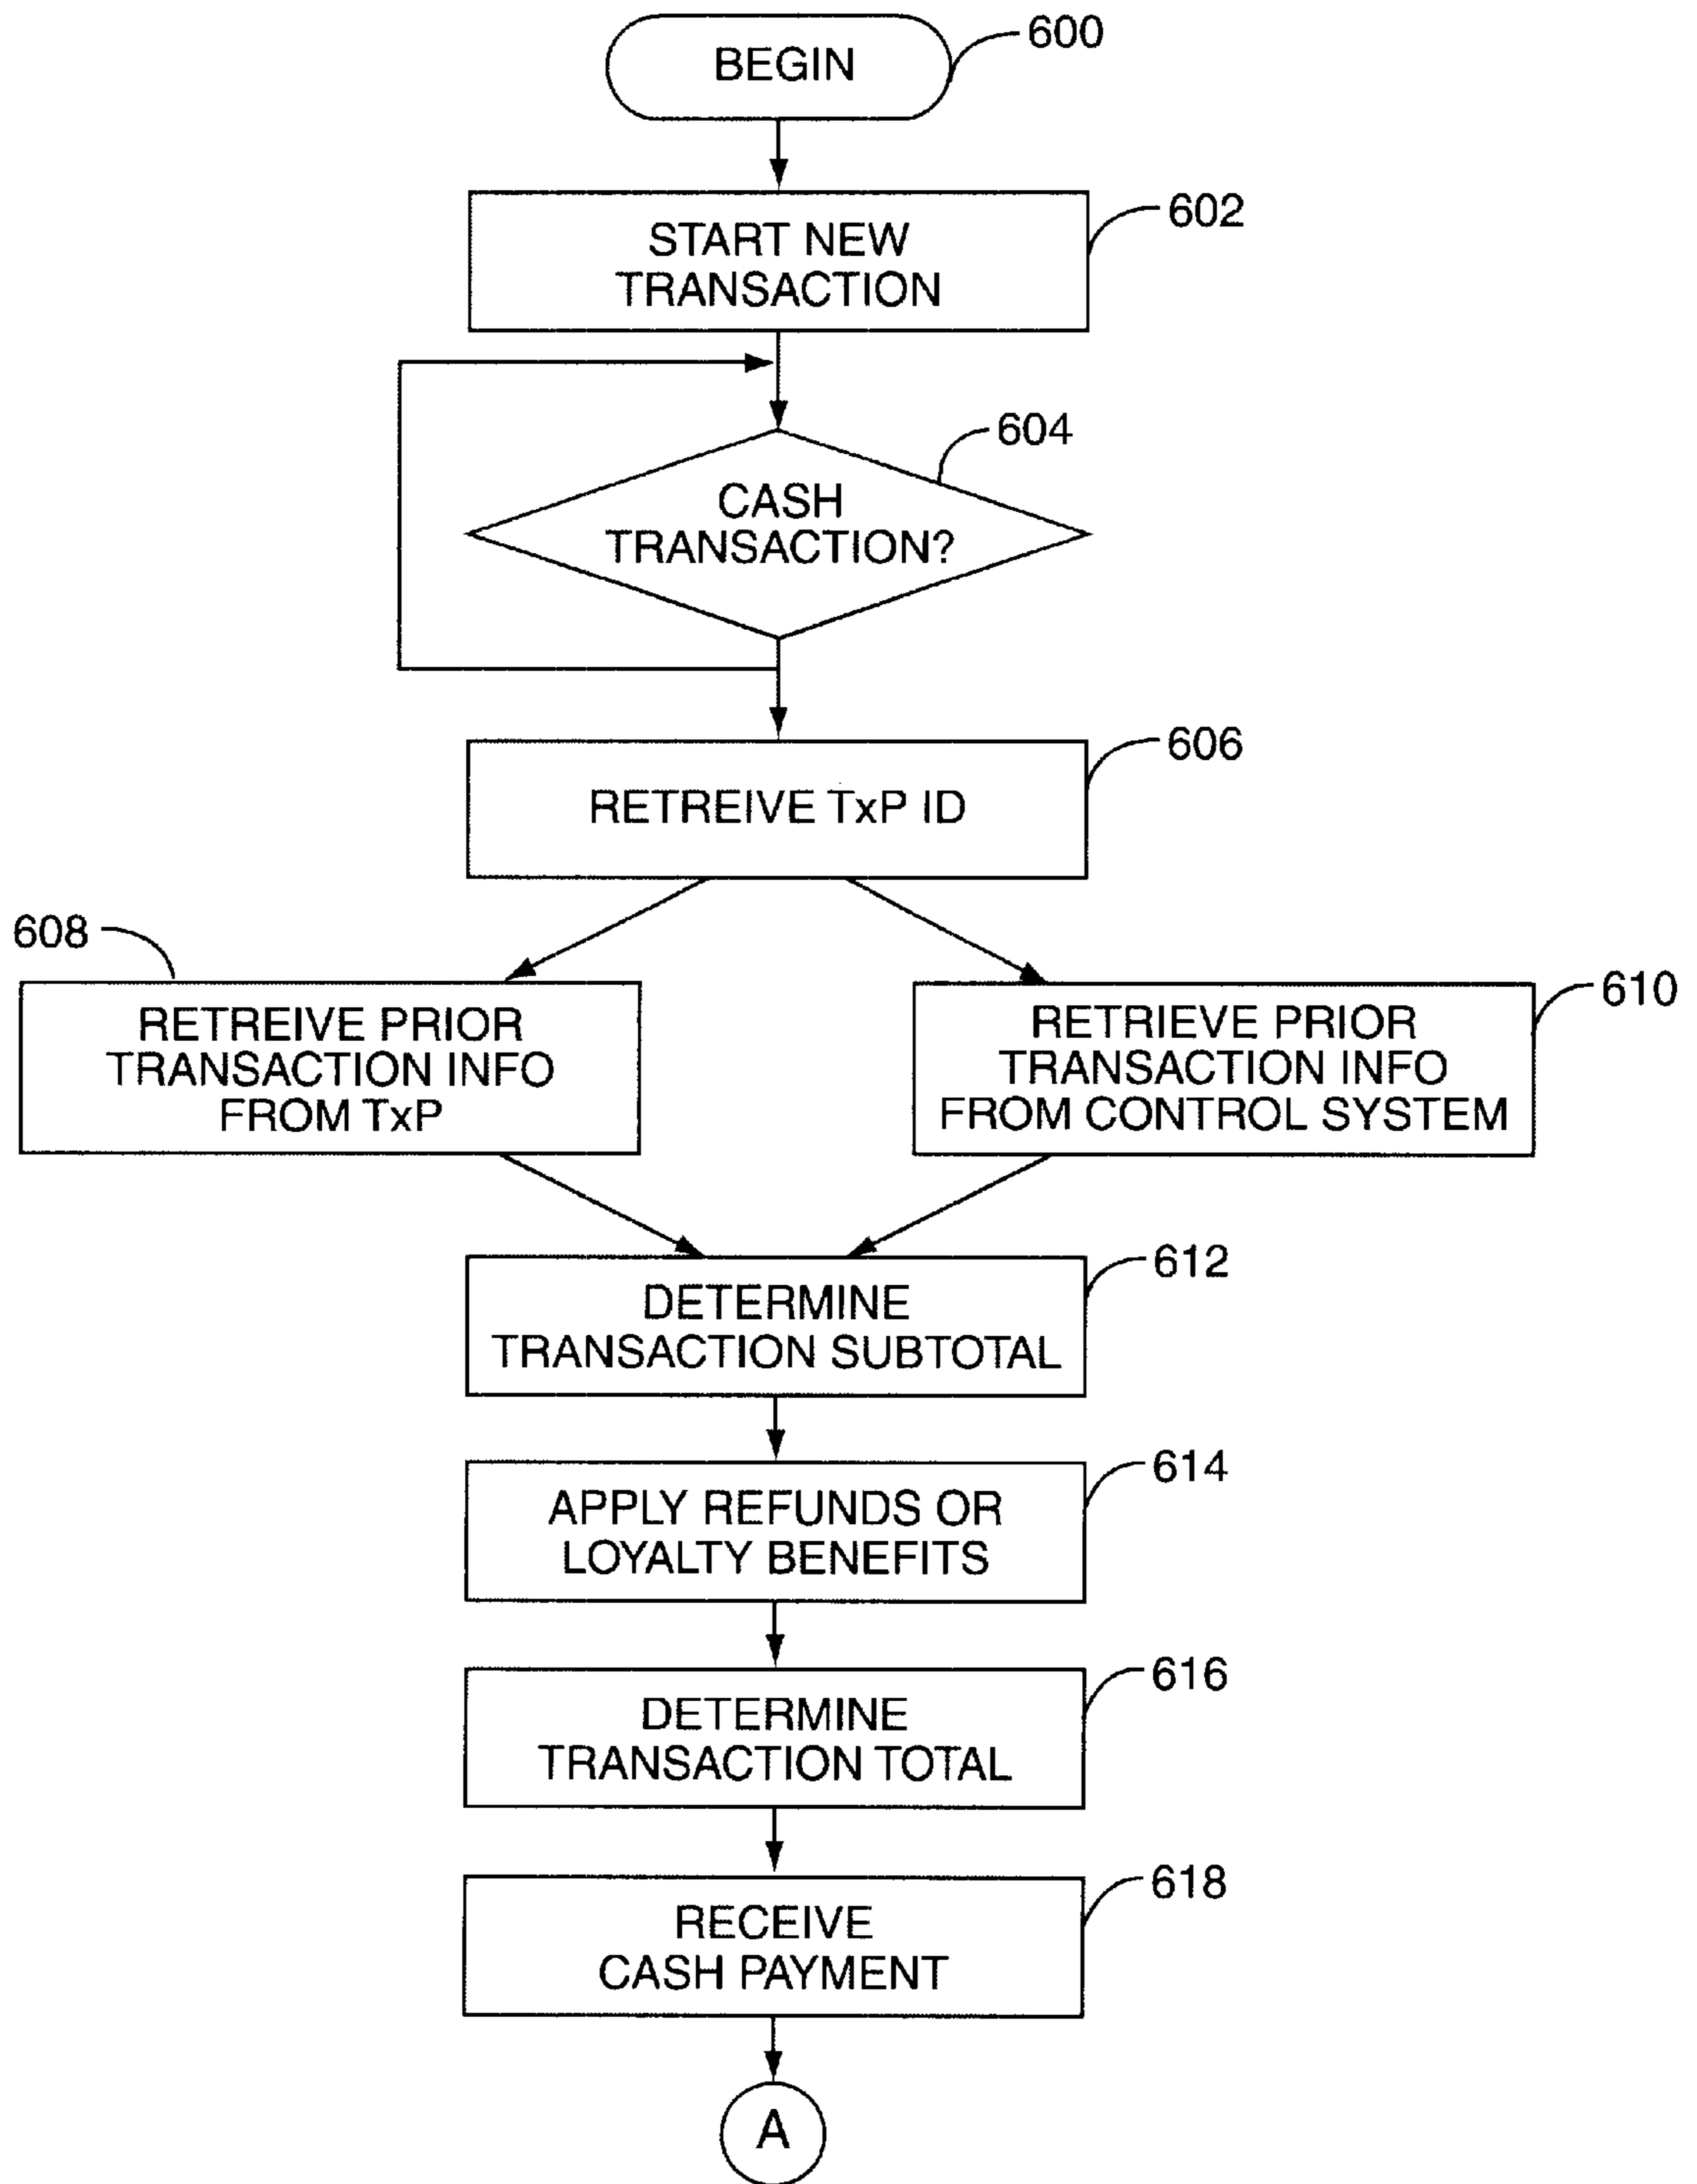 BEGIN
600
START NEW
TRANSACTION
602
CASH
TRANSACTION?
604
RETREIVE TxP ID
606
608
RETREIVE PRIOR
TRANSACTION INFO
FROM TxP
RETRIEVE PRIOR
TRANSACTION INFO
FROM CONTROL SYSTEM
610
DETERMINE
TRANSACTION SUBTOTAL
612
APPLY REFUNDS OR
LOYALTY BENEFITS
614
DETERMINE
TRANSACTION TOTAL
616
RECEIVE
CASH PAYMENT
618
A